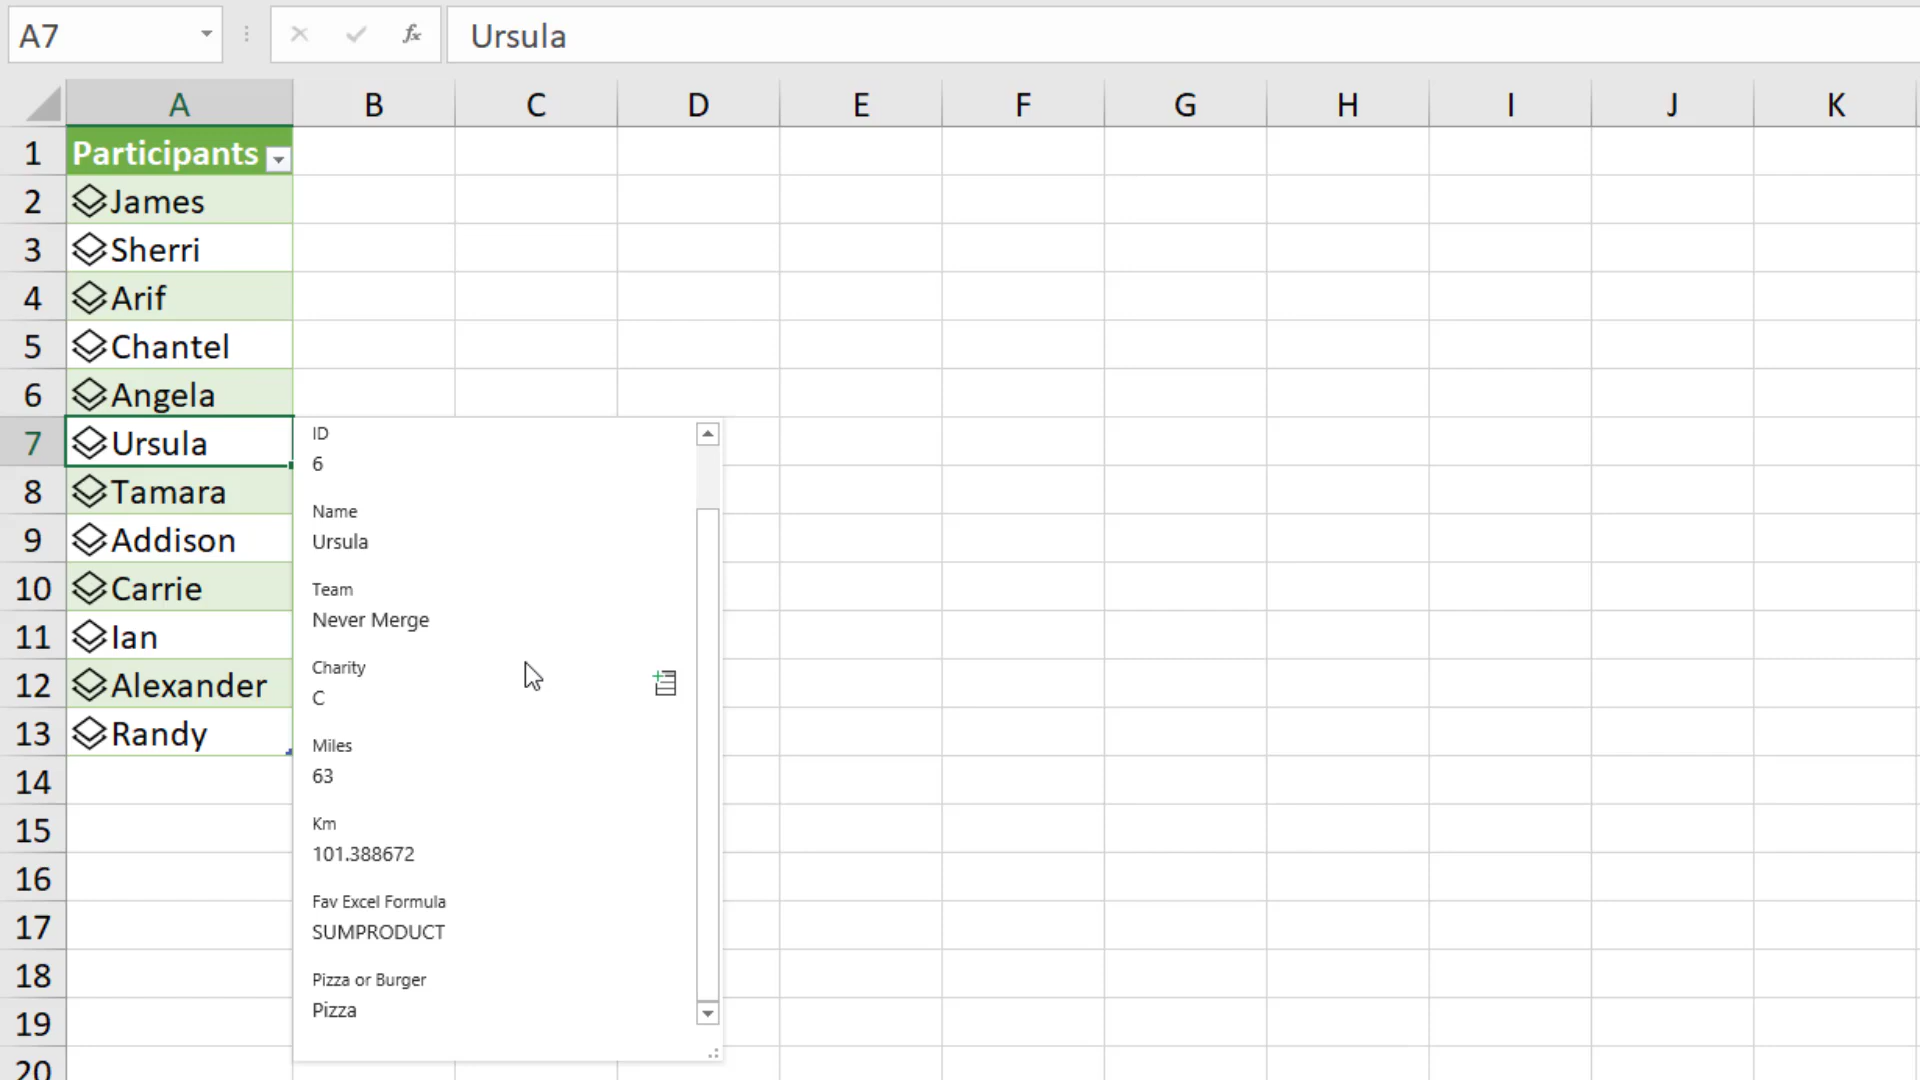 A7 fx Ursula
A B C D E F G H I J K
1 Participants
2 James
3 Sherri
4 Arif
5 Chantel
6 Angela
7 Ursula
8 Tamara
9 Addison
10 Carrie
11 Ian
12 Alexander
13 Randy
14
15
16
17
18
19
20
ID
6
Name
Ursula
Team
Never Merge
Charity
C
Miles
63
Km
101.388672
Fav Excel Formula
SUMPRODUCT
Pizza or Burger
Pizza